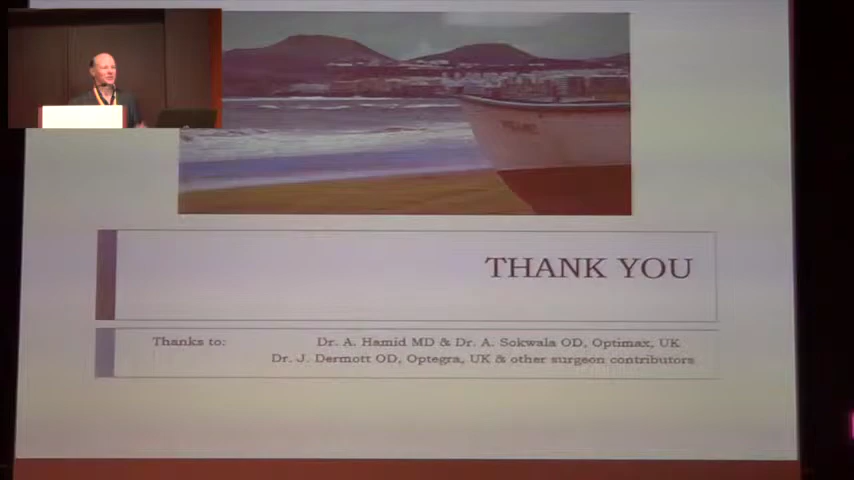 THANK YOU
Thanks to: Dr. A. Hamid MD & Dr. A. Sokwala OD, Optimax, UK
Dr. J. Dermott OD, Optegra, UK & other surgeon contributors